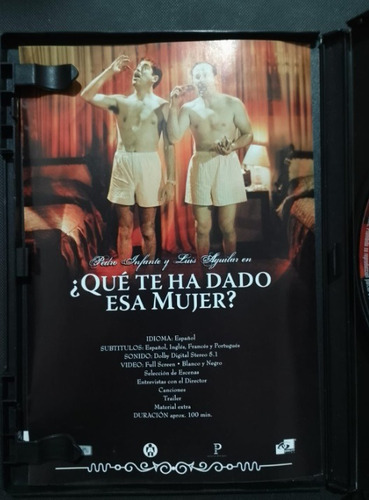 Pedro Infante y Luis Aguilar en
¿QUÉ TE HA DADO
ESA MUJER?
IDIOMA: Español
SUBTITULOS: Español, Inglés, Francés y Portugués
SONIDO: Dolby Digital Stereo 5.1
VIDEO: Full Screen • Blanco y Negro
Selección de Escenas
Entrevistas con el Director
Canciones
Trailer
Material extra
DURACIÓN aprox. 100 min.
P